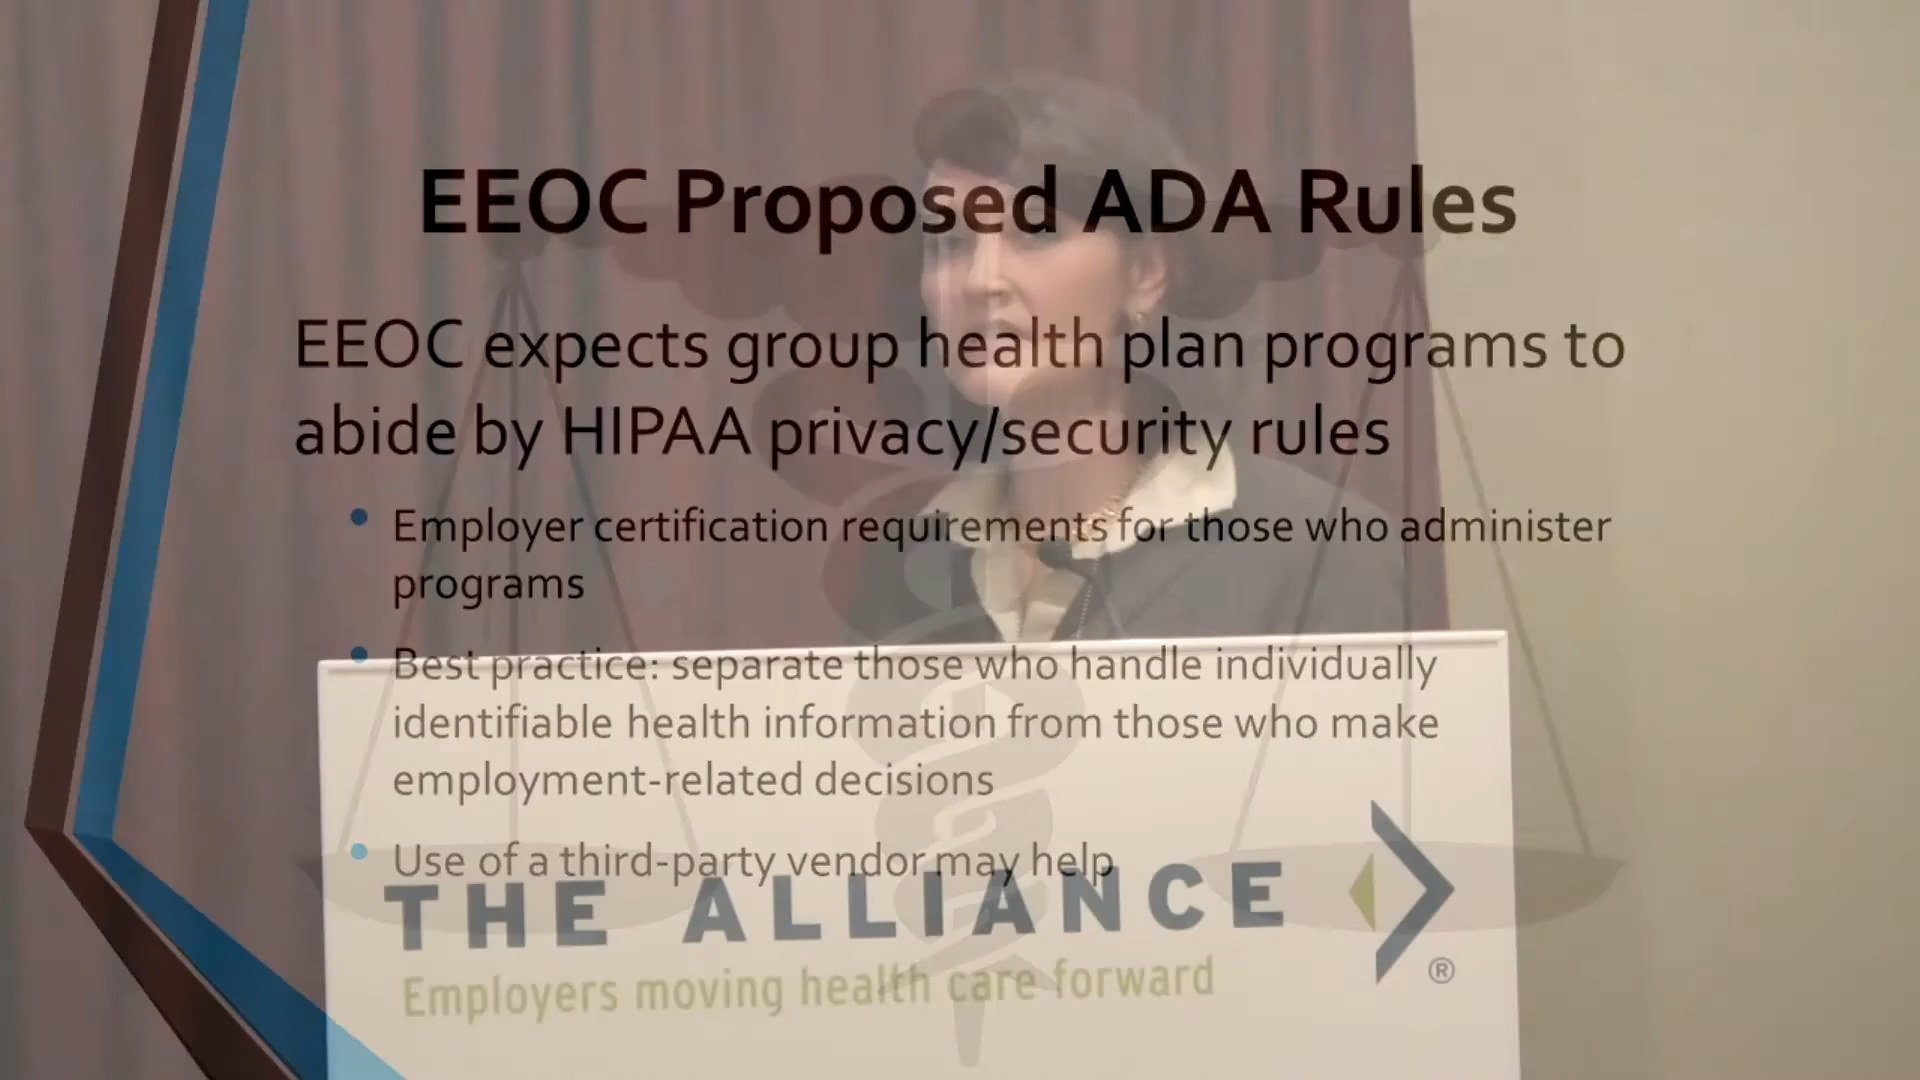 EEOC Proposed ADA Rules
EEOC expects group health plan programs to
abide by HIPAA privacy/security rules
• Employer certification requirements for those who administer
programs
• Best practice: separate those who handle individually
identifiable health information from those who make
employment-related decisions
• Use of a third-party vendor may help
THE ALLIANCE
®
Employers moving health care forward